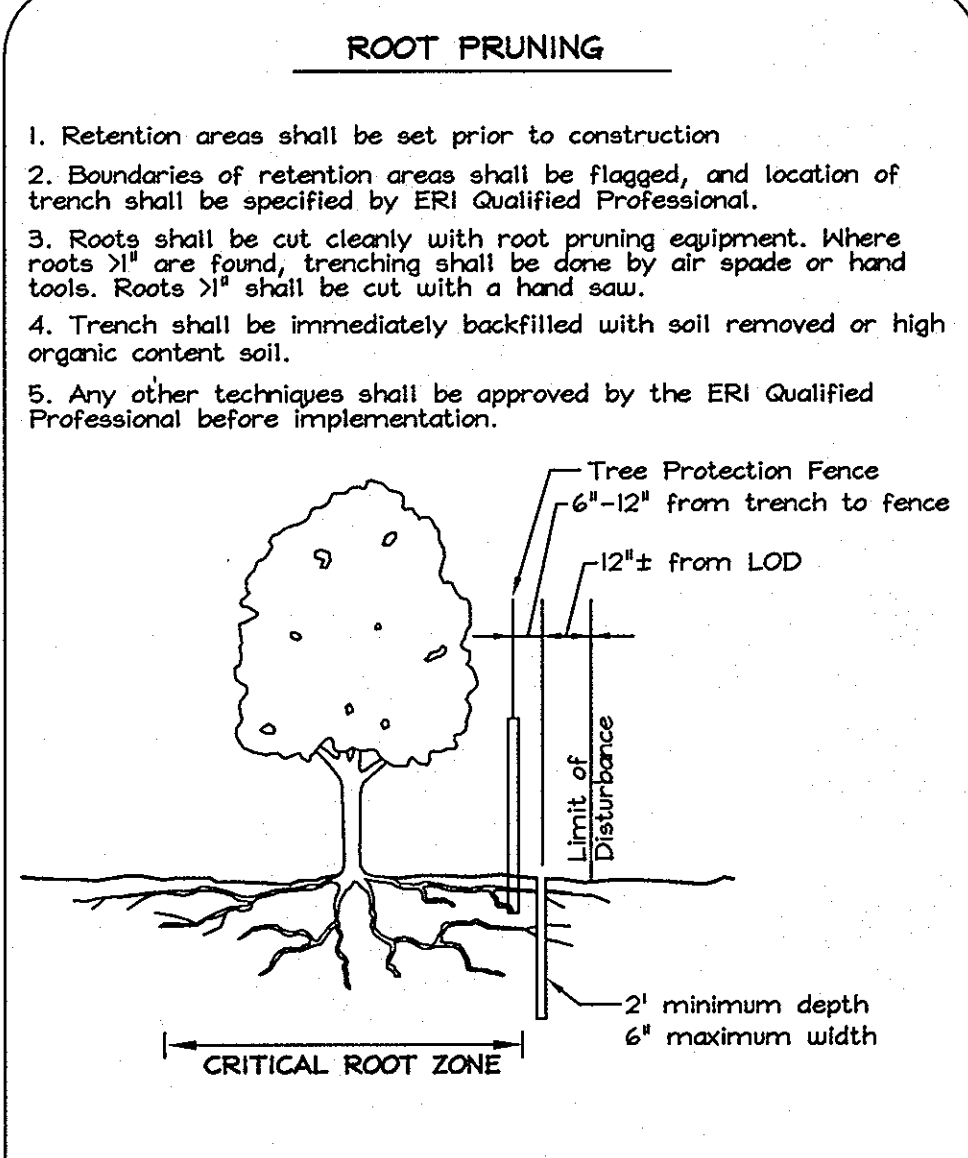 ROOT PRUNING
1. Retention areas shall be set prior to construction
2. Boundaries of retention areas shall be flagged, and location of
trench shall be specified by ERI Qualified Professional.
3. Roots shall be cut cleanly with root pruning equipment. Where
roots >1" are found, trenching shall be done by air spade or hand
tools. Roots >1" shall be cut with a hand saw.
4. Trench shall be immediately backfilled with soil removed or high
organic content soil.
5. Any other techniques shall be approved by the ERI Qualified
Professional before implementation.
Tree Protection Fence
6"-12" from trench to fence
12"± from LOD
Limit of
Disturbance
2' minimum depth
6" maximum width
CRITICAL ROOT ZONE